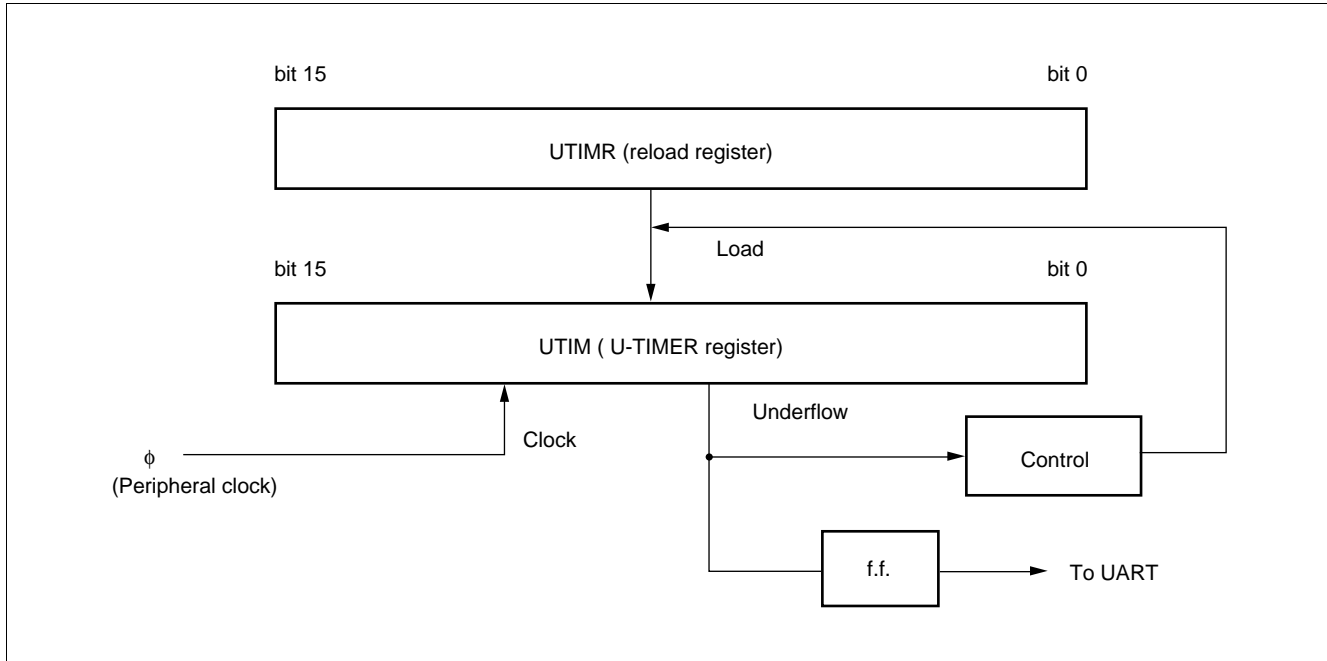 bit 15
bit 0
UTIMR (reload register)
Load
bit 15
bit 0
UTIM ( U-TIMER register)
Underflow
Clock
Control
φ
(Peripheral clock)
f.f.
To UART